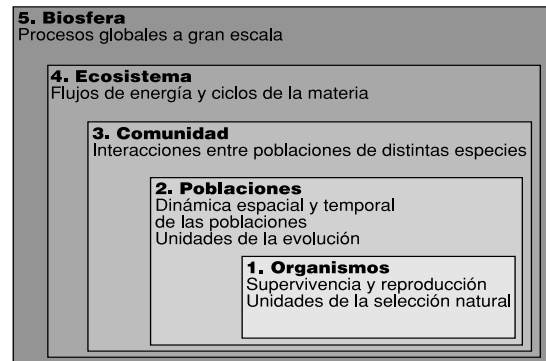 5. Biosfera
Procesos globales a gran escala
4. Ecosistema
Flujos de energía y ciclos de la materia
3. Comunidad
Interacciones entre poblaciones de distintas especies
2. Poblaciones
Dinámica espacial y temporal
de las poblaciones
Unidades de la evolución
1. Organismos
Supervivencia y reproducción
Unidades de la selección natural